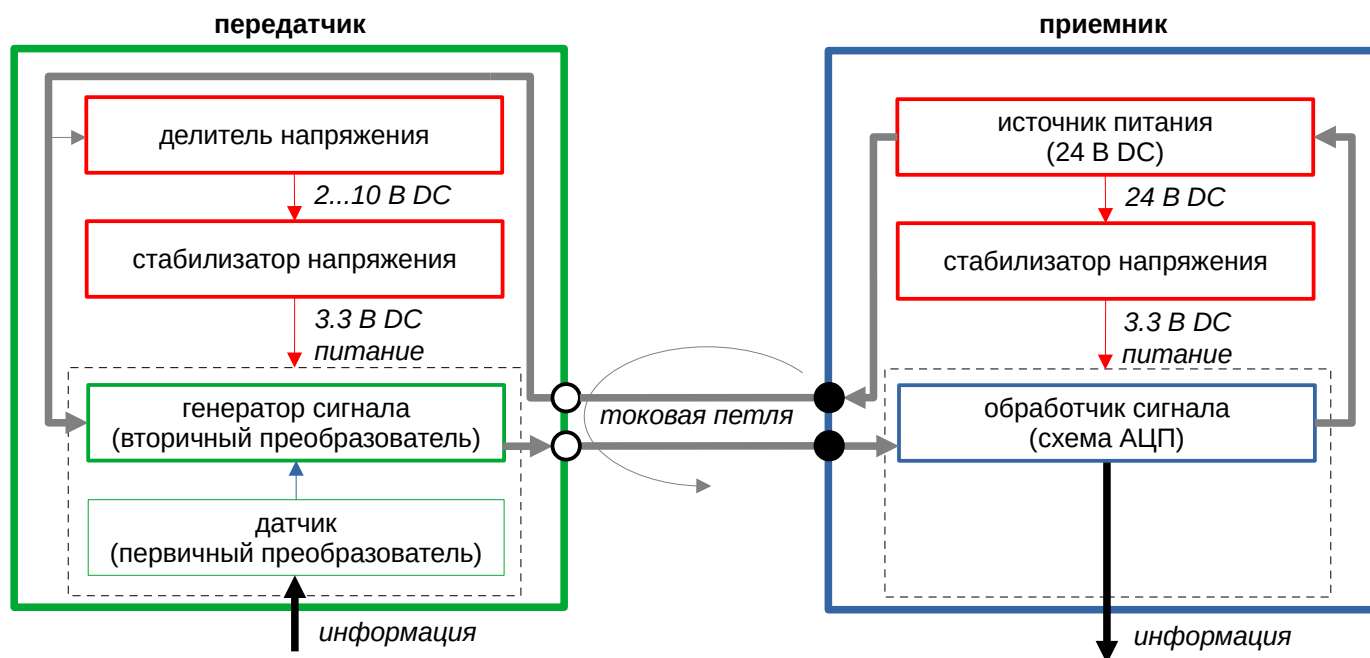 передатчик
делитель напряжения
2...10 В DC
стабилизатор напряжения
3.3 В DC
питание
генератор сигнала
(вторичный преобразователь)
датчик
(первичный преобразователь)
информация
токовая петля
приемник
источник питания
(24 В DC)
24 В DC
стабилизатор напряжения
3.3 В DC
питание
обработчик сигнала
(схема АЦП)
информация